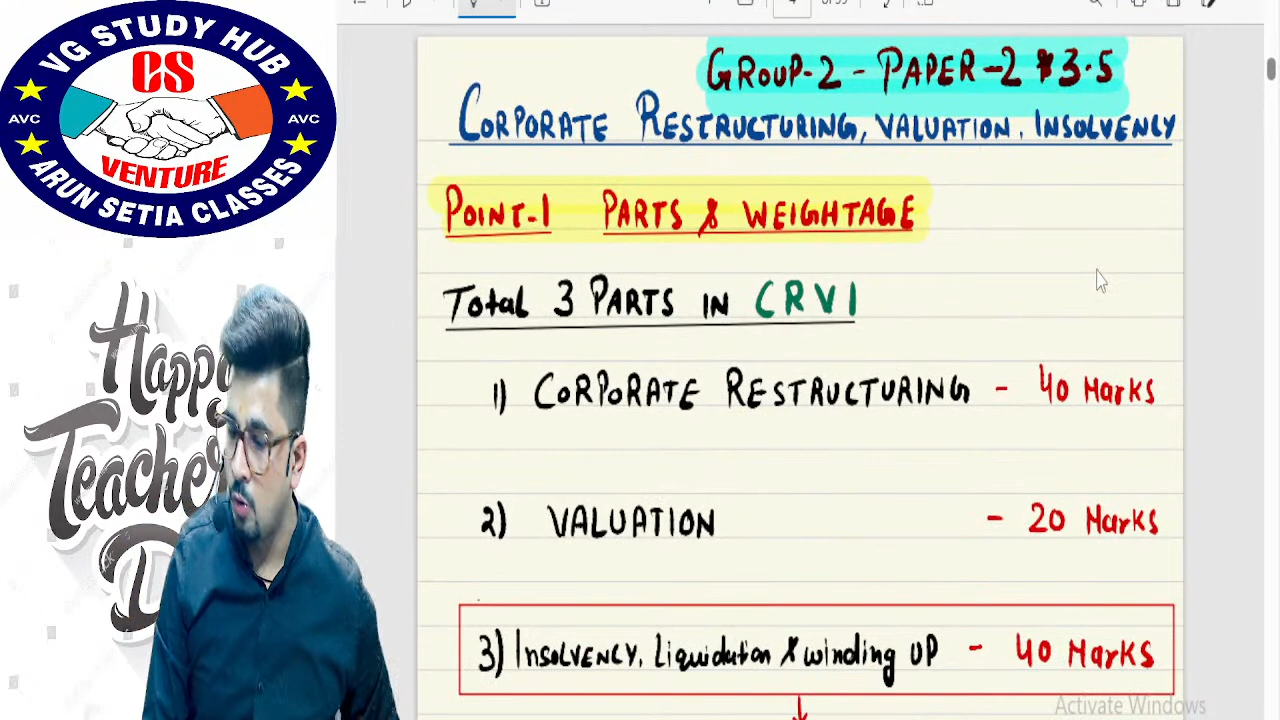 VG STUDY HUB
CS
AVC
AVC
VENTURE
ARUN SETIA CLASSES
Happy
Teacher
D
GROUP-2 - PAPER-2 * 3.5
CORPORATE RESTRUCTURING, VALUATION, INSOLVENCY
POINT-1 PARTS & WEIGHTAGE
Total 3 PARTS IN CRVI
1) CORPORATE RESTRUCTURING - 40 Marks
2) VALUATION - 20 Marks
3) INSOLVENCY, Liquidation & winding UP - 40 Marks
Activate Windows